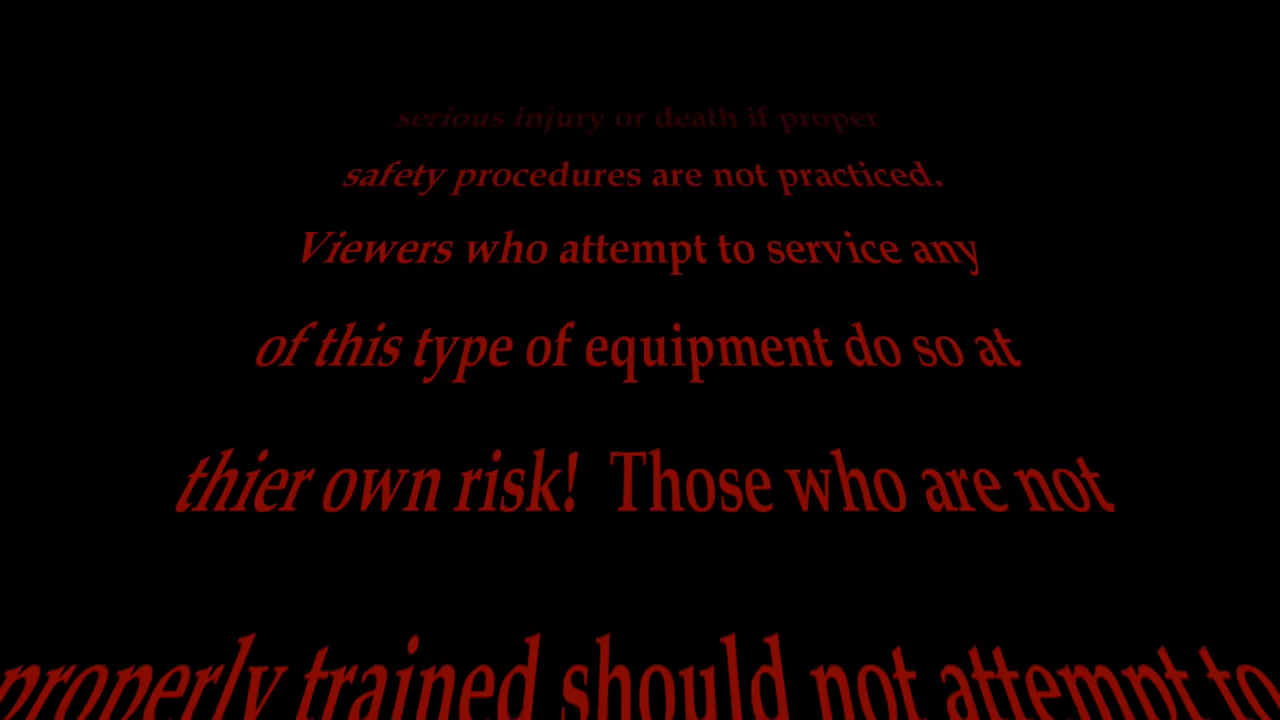 serious injury or death if proper
safety procedures are not practiced.
Viewers who attempt to service any
of this type of equipment do so at
thier own risk!  Those who are not
properly trained should not attempt to